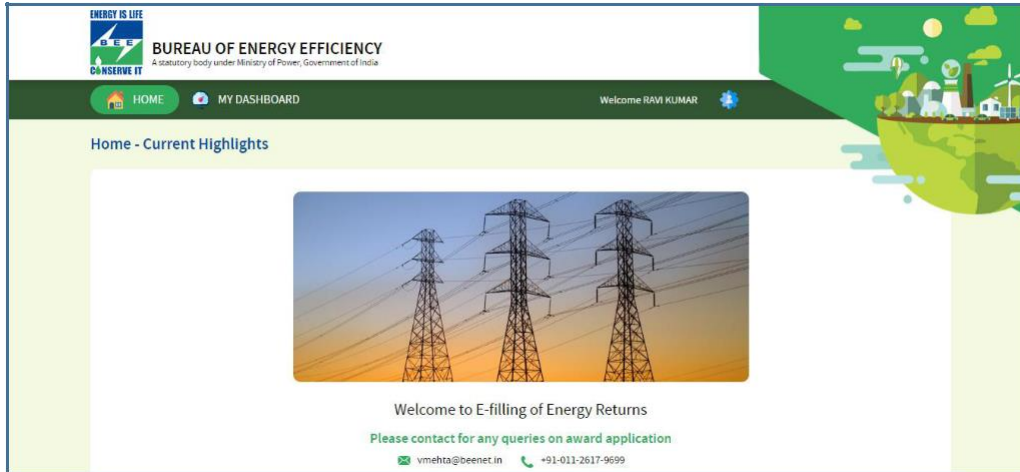 ENERGY IS LIFE
BEE
CONSERVE IT
BUREAU OF ENERGY EFFICIENCY
A statutory body under Ministry of Power, Government of India
HOME
MY DASHBOARD
Welcome RAVI KUMAR
Home - Current Highlights
Welcome to E-filling of Energy Returns
Please contact for any queries on award application
vmehta@beenet.in +91-011-2617-9699